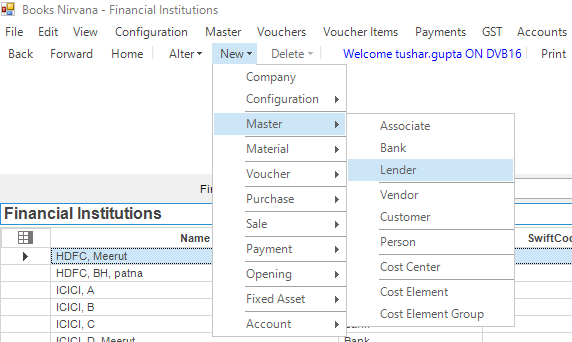 Books Nirvana - Financial Institutions
File Edit View Configuration Master Vouchers Voucher Items Payments GST Accounts
Back Forward Home Alter New Delete Welcome tushar.gupta ON DVB16 Print
Company
Configuration
Master
Material
Voucher
Purchase
Sale
Payment
Opening
Fixed Asset
Account
Associate
Bank
Lender
Vendor
Customer
Person
Cost Center
Cost Element
Cost Element Group
Fin
Financial Institutions
Name SwiftCod
HDFC, Meerut
HDFC, BH, patna
ICICI, A
ICICI, B
ICICI, C
ICICI, D, Meerut Bank